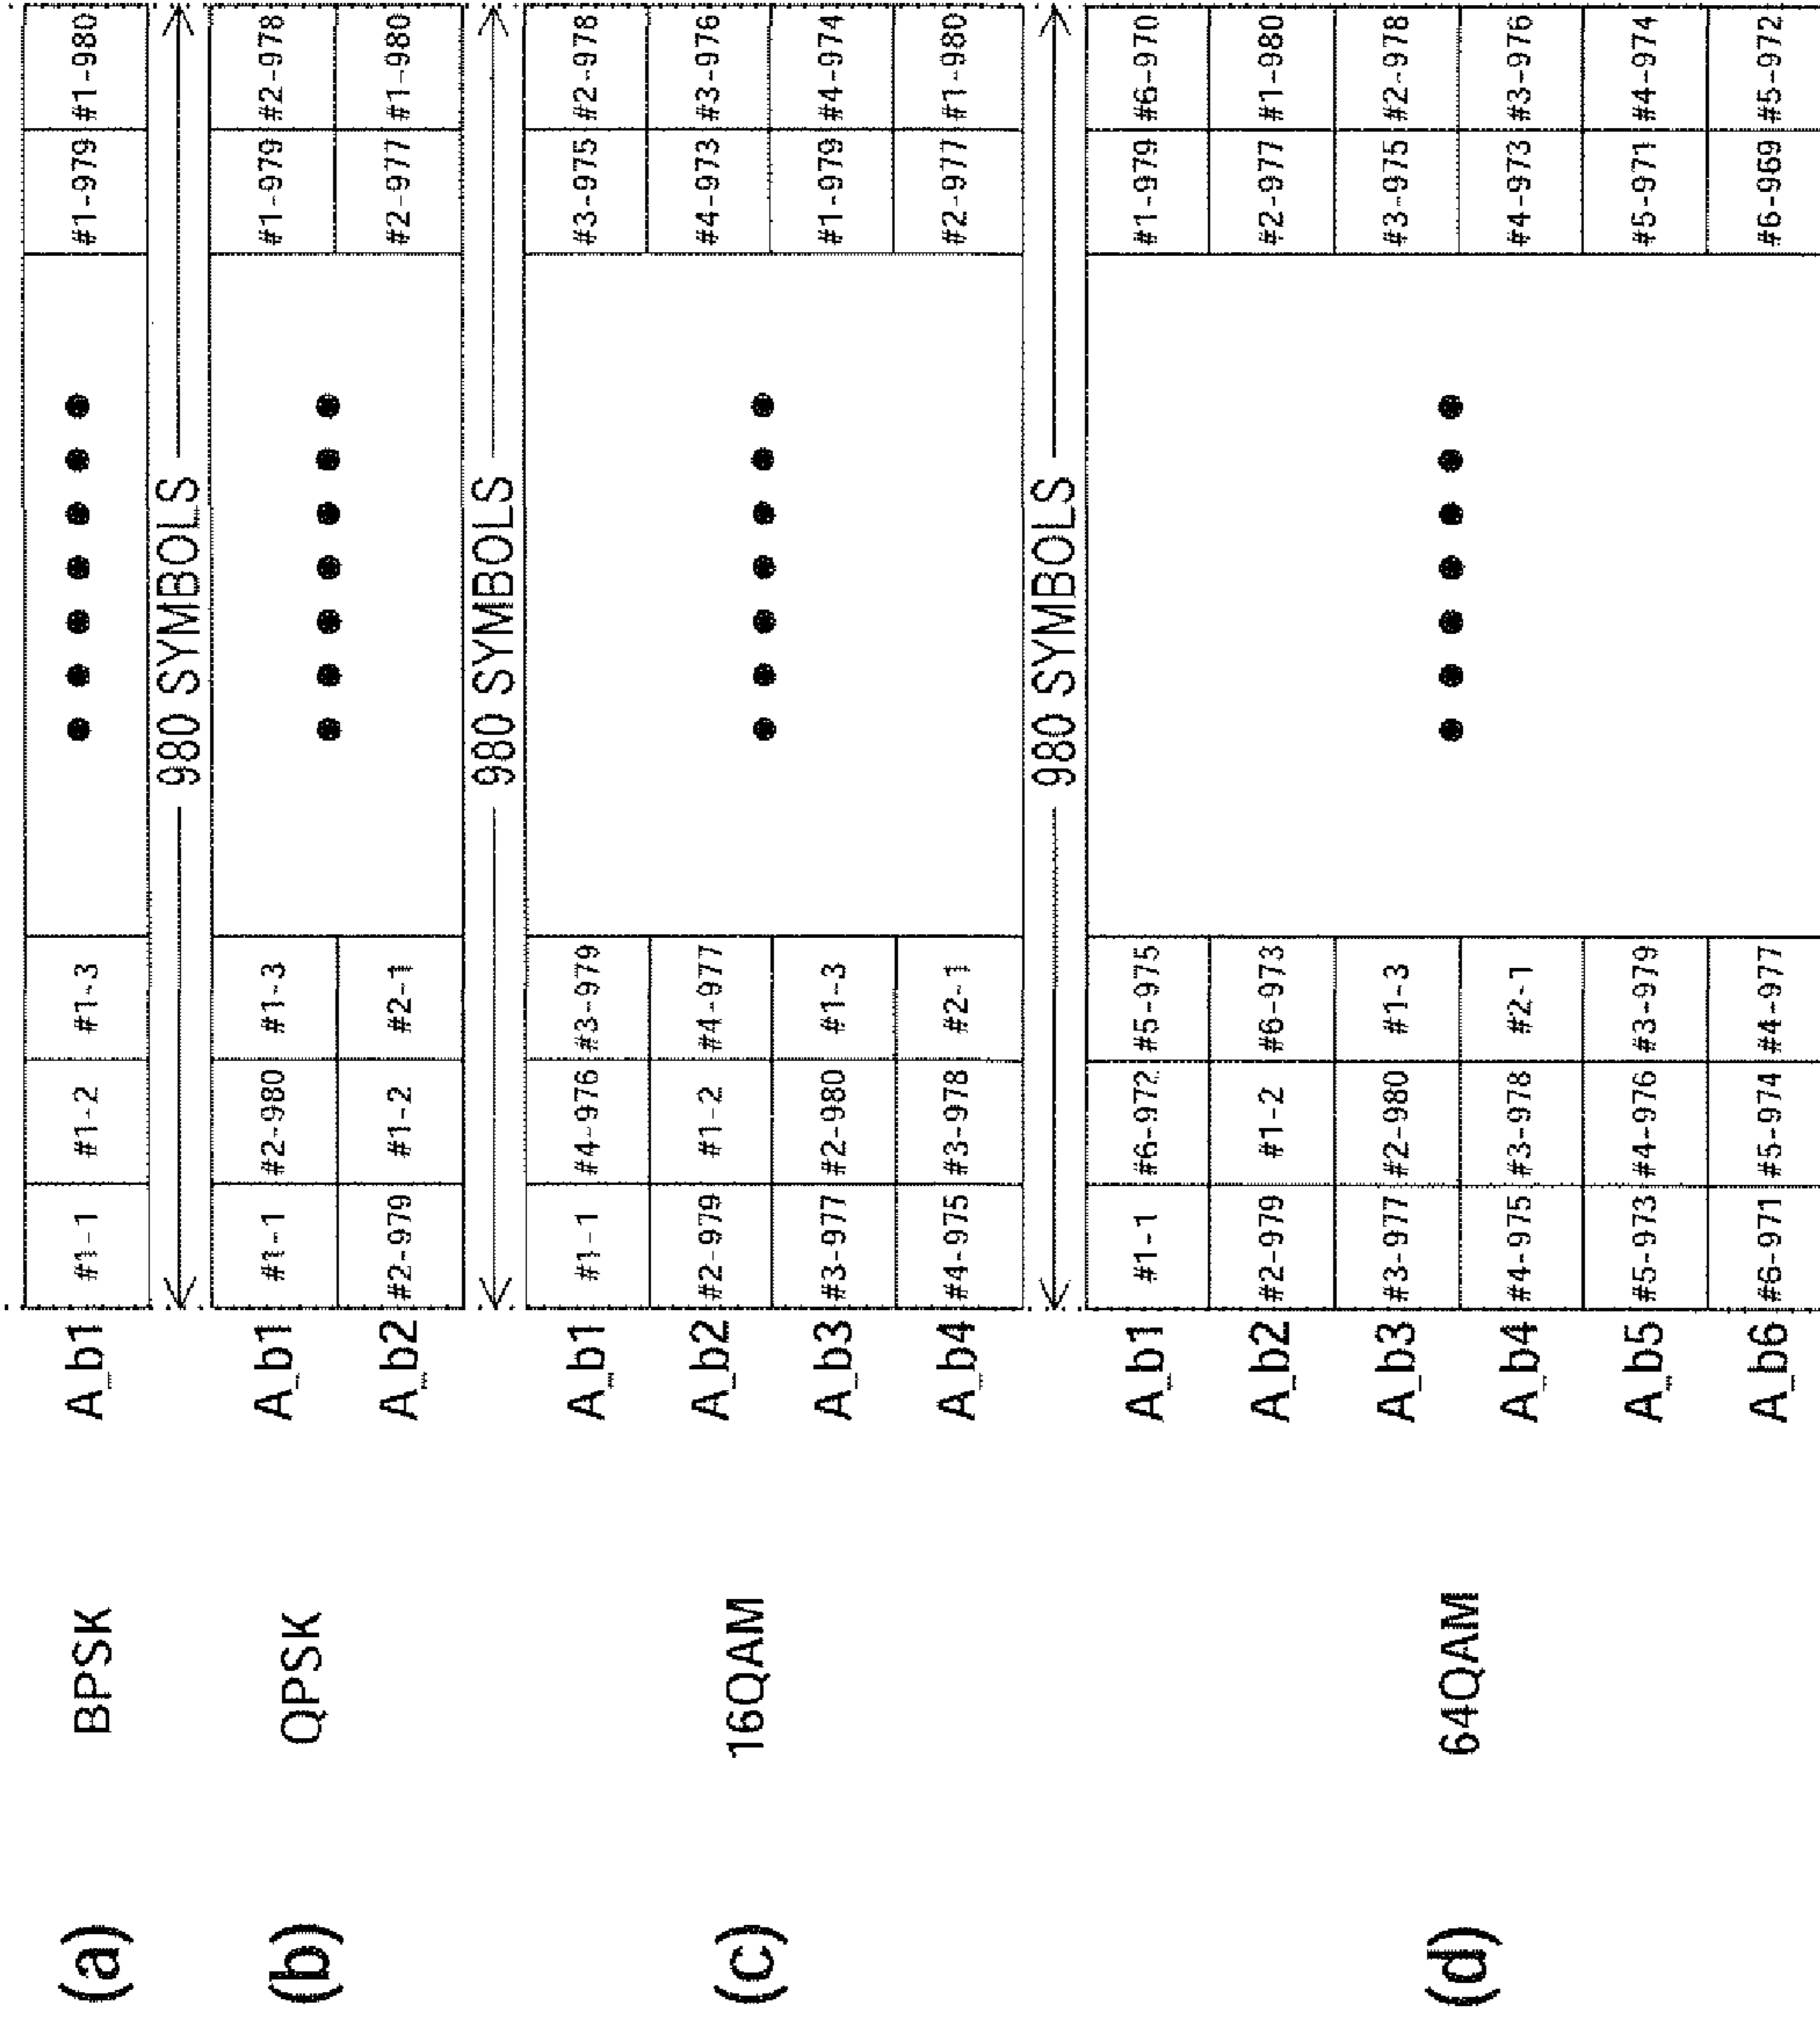 (a) BPSK A_b1 #1-1 #1-2 #1-3 #1-979 #1-980
980 SYMBOLS
(b) QPSK
A_b1 #1-1 #2-980 #1-3 #1-979 #2-978
A_b2 #2-979 #1-2 #2-1 #2-977 #1-980
980 SYMBOLS
(c) 16QAM
A_b1 #1-1 #4-976 #3-979 #3-975 #2-978
A_b2 #2-979 #1-2 #4-977 #4-973 #3-976
A_b3 #3-977 #2-980 #1-3 #1-979 #4-974
A_b4 #4-975 #3-978 #2-1 #2-977 #1-980
980 SYMBOLS
(d) 64QAM
A_b1 #1-1 #6-972 #5-975 #1-979 #6-970
A_b2 #2-979 #1-2 #6-973 #2-977 #1-980
A_b3 #3-977 #2-980 #1-3 #3-975 #2-978
A_b4 #4-975 #3-978 #2-1 #4-973 #3-976
A_b5 #5-973 #4-976 #3-979 #5-971 #4-974
A_b6 #6-971 #5-974 #4-977 #6-969 #5-972